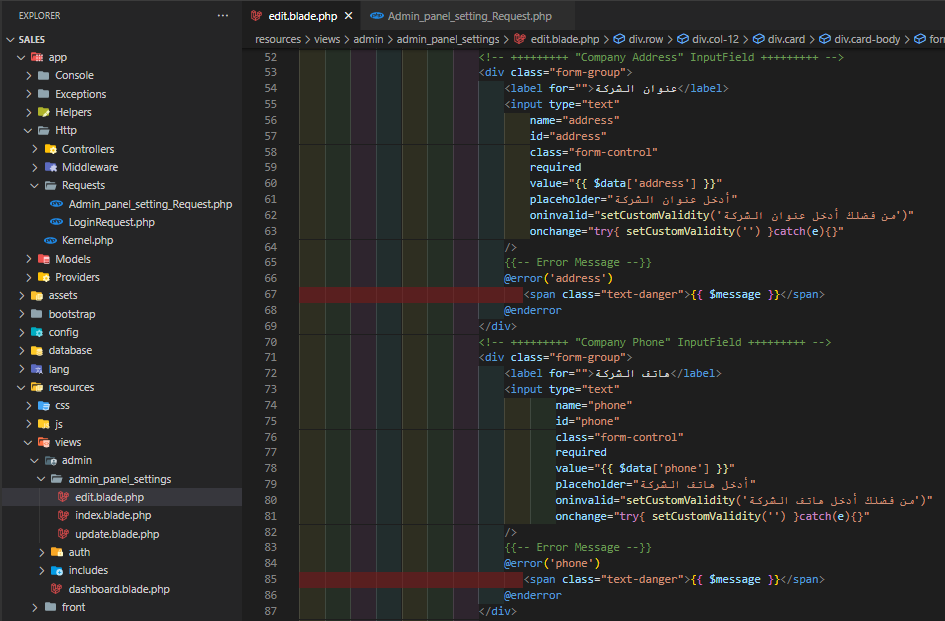 EXPLORER
···
SALES
app
Console
Exceptions
Helpers
Http
Controllers
Middleware
Requests
Admin_panel_setting_Request.php
LoginRequest.php
Kernel.php
Models
Providers
assets
bootstrap
config
database
lang
resources
css
js
views
admin
admin_panel_settings
edit.blade.php
index.blade.php
update.blade.php
auth
includes
dashboard.blade.php
front
edit.blade.php
Admin_panel_setting_Request.php
resources > views > admin > admin_panel_settings > edit.blade.php > div.row > div.col-12 > div.card > div.card-body > for
52 <!-- +++++++++ "Company Address" InputField +++++++++ -->
53 <div class="form-group">
54 <label for="">عنوان الشركة</label>
55 <input type="text"
56 name="address"
57 id="address"
58 class="form-control"
59 required
60 value="{{ $data['address'] }}"
61 placeholder="أدخل عنوان الشركة"
62 oninvalid="setCustomValidity('من فضلك أدخل عنوان الشركة')"
63 onchange="try{ setCustomValidity('') }catch(e){}"
64 />
65 {{-- Error Message --}}
66 @error('address')
67 <span class="text-danger">{{ $message }}</span>
68 @enderror
69 </div>
70 <!-- +++++++++ "Company Phone" InputField +++++++++ -->
71 <div class="form-group">
72 <label for="">هاتف الشركة</label>
73 <input type="text"
74 name="phone"
75 id="phone"
76 class="form-control"
77 required
78 value="{{ $data['phone'] }}"
79 placeholder="أدخل هاتف الشركة"
80 oninvalid="setCustomValidity('من فضلك أدخل هاتف الشركة')"
81 onchange="try{ setCustomValidity('') }catch(e){}"
82 />
83 {{-- Error Message --}}
84 @error('phone')
85 <span class="text-danger">{{ $message }}</span>
86 @enderror
87 </div>